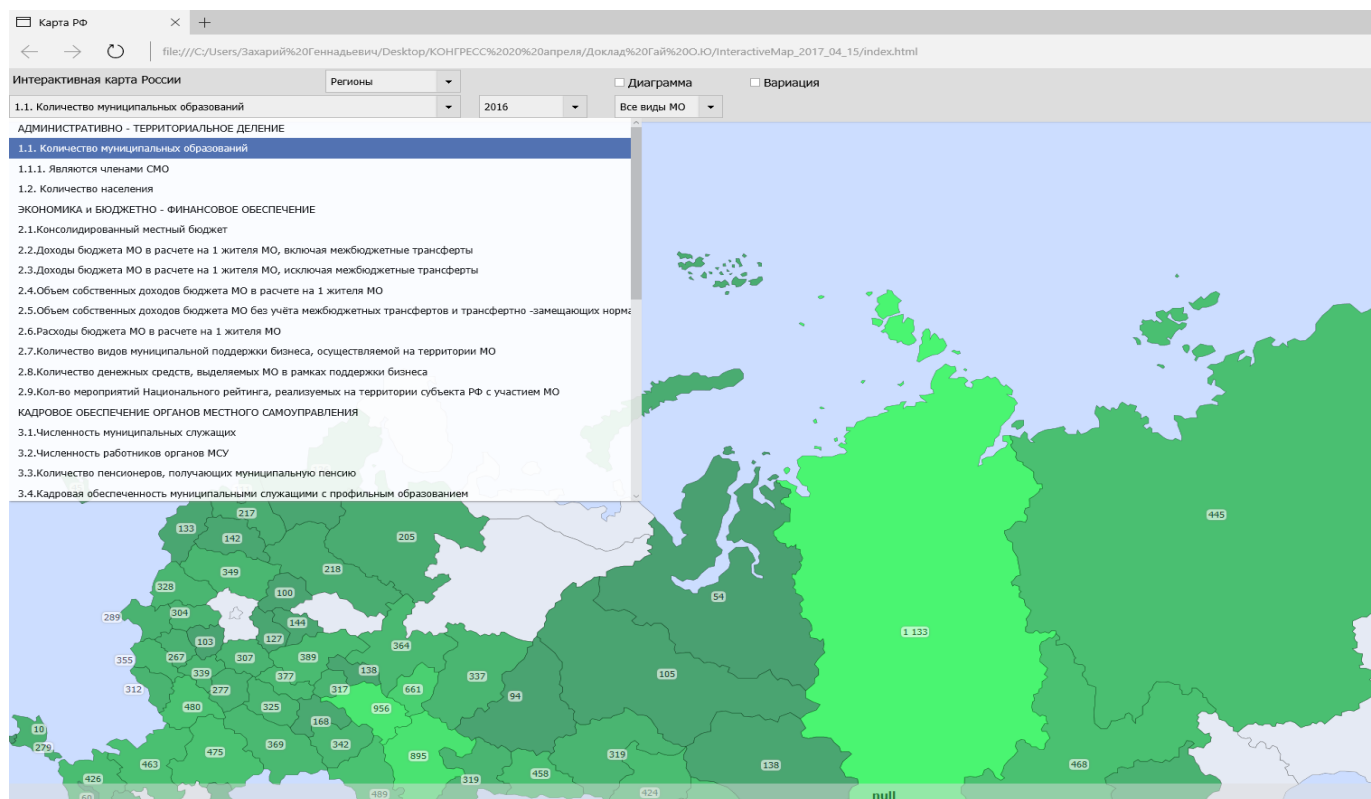 Карта РФ
file:///C:/Users/Захарий%20Геннадьевич/Desktop/КОНГРЕСС%2020%20апреля/Доклад%20Гай%20О.Ю/InteractiveMap_2017_04_15/index.html
Интерактивная карта России Регионы Диаграмма Вариация
1.1. Количество муниципальных образований 2016 Все виды МО
АДМИНИСТРАТИВНО - ТЕРРИТОРИАЛЬНОЕ ДЕЛЕНИЕ
1.1. Количество муниципальных образований
1.1.1. Являются членами СМО
1.2. Количество населения
ЭКОНОМИКА и БЮДЖЕТНО - ФИНАНСОВОЕ ОБЕСПЕЧЕНИЕ
2.1.Консолидированный местный бюджет
2.2.Доходы бюджета МО в расчете на 1 жителя МО, включая межбюджетные трансферты
2.3.Доходы бюджета МО в расчете на 1 жителя МО, исключая межбюджетные трансферты
2.4.Объем собственных доходов бюджета МО в расчете на 1 жителя МО
2.5.Объем собственных доходов бюджета МО без учёта межбюджетных трансфертов и трансфертно -замещающих норма
2.6.Расходы бюджета МО в расчете на 1 жителя МО
2.7.Количество видов муниципальной поддержки бизнеса, осуществляемой на территории МО
2.8.Количество денежных средств, выделяемых МО в рамках поддержки бизнеса
2.9.Кол-во мероприятий Национального рейтинга, реализуемых на территории субъекта РФ с участием МО
КАДРОВОЕ ОБЕСПЕЧЕНИЕ ОРГАНОВ МЕСТНОГО САМОУПРАВЛЕНИЯ
3.1.Численность муниципальных служащих
3.2.Численность работников органов МСУ
3.3.Количество пенсионеров, получающих муниципальную пенсию
3.4.Кадровая обеспеченность муниципальными служащими с профильным образованием
217
445
133
142
205
349
218
328
100
54
289
304
144
1 133
103
127
364
355
267
307
389
339
377
138
337
105
312
277
317
661
94
480
325
956
168
10
279
475
369
342
895
319
463
458
138
468
426
319
60
489
424
null